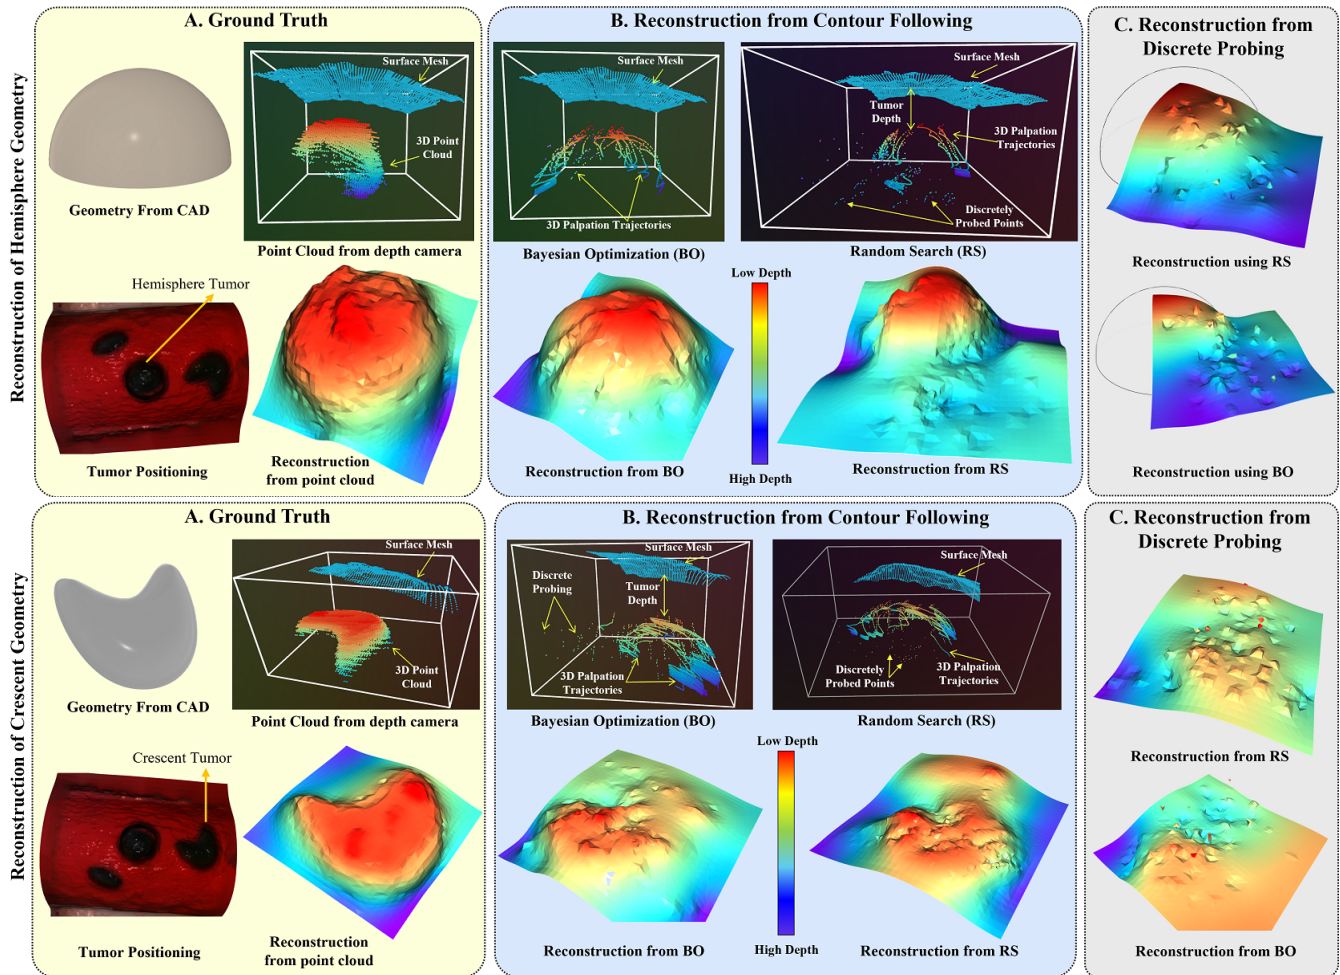 Reconstruction of Hemisphere Geometry
A. Ground Truth
Geometry From CAD
Surface Mesh
3D Point
Cloud
Point Cloud from depth camera
Hemisphere Tumor
Tumor Positioning
Reconstruction
from point cloud
B. Reconstruction from Contour Following
Surface Mesh
3D Palpation Trajectories
Bayesian Optimization (BO)
Surface Mesh
Tumor
Depth
3D Palpation
Trajectories
Discretely
Probed Points
Random Search (RS)
Low Depth
High Depth
Reconstruction from BO
Reconstruction from RS
C. Reconstruction from
Discrete Probing
Reconstruction using RS
Reconstruction using BO
Reconstruction of Crescent Geometry
A. Ground Truth
Geometry From CAD
Surface Mesh
3D Point
Cloud
Point Cloud from depth camera
Crescent Tumor
Tumor Positioning
Reconstruction
from point cloud
B. Reconstruction from Contour Following
Surface Mesh
Discrete
Probing
Tumor
Depth
3D Palpation
Trajectories
Bayesian Optimization (BO)
Surface Mesh
Discretely
Probed Points
3D Palpation
Trajectories
Random Search (RS)
Low Depth
High Depth
Reconstruction from BO
Reconstruction from RS
C. Reconstruction from
Discrete Probing
Reconstruction from RS
Reconstruction from BO